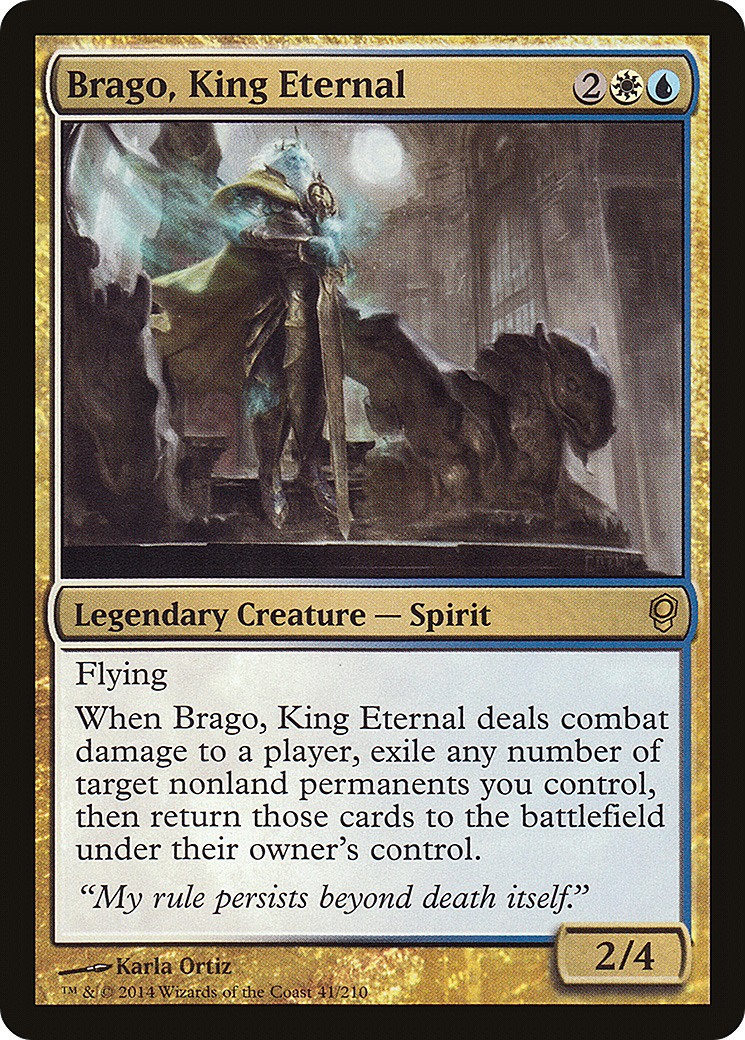 Brago, King Eternal 2
Legendary Creature — Spirit
Flying
When Brago, King Eternal deals combat
damage to a player, exile any number of
target nonland permanents you control,
then return those cards to the battlefield
under their owner's control.
“My rule persists beyond death itself.”
2/4
Karla Ortiz
™ & © 2014 Wizards of the Coast 41/210